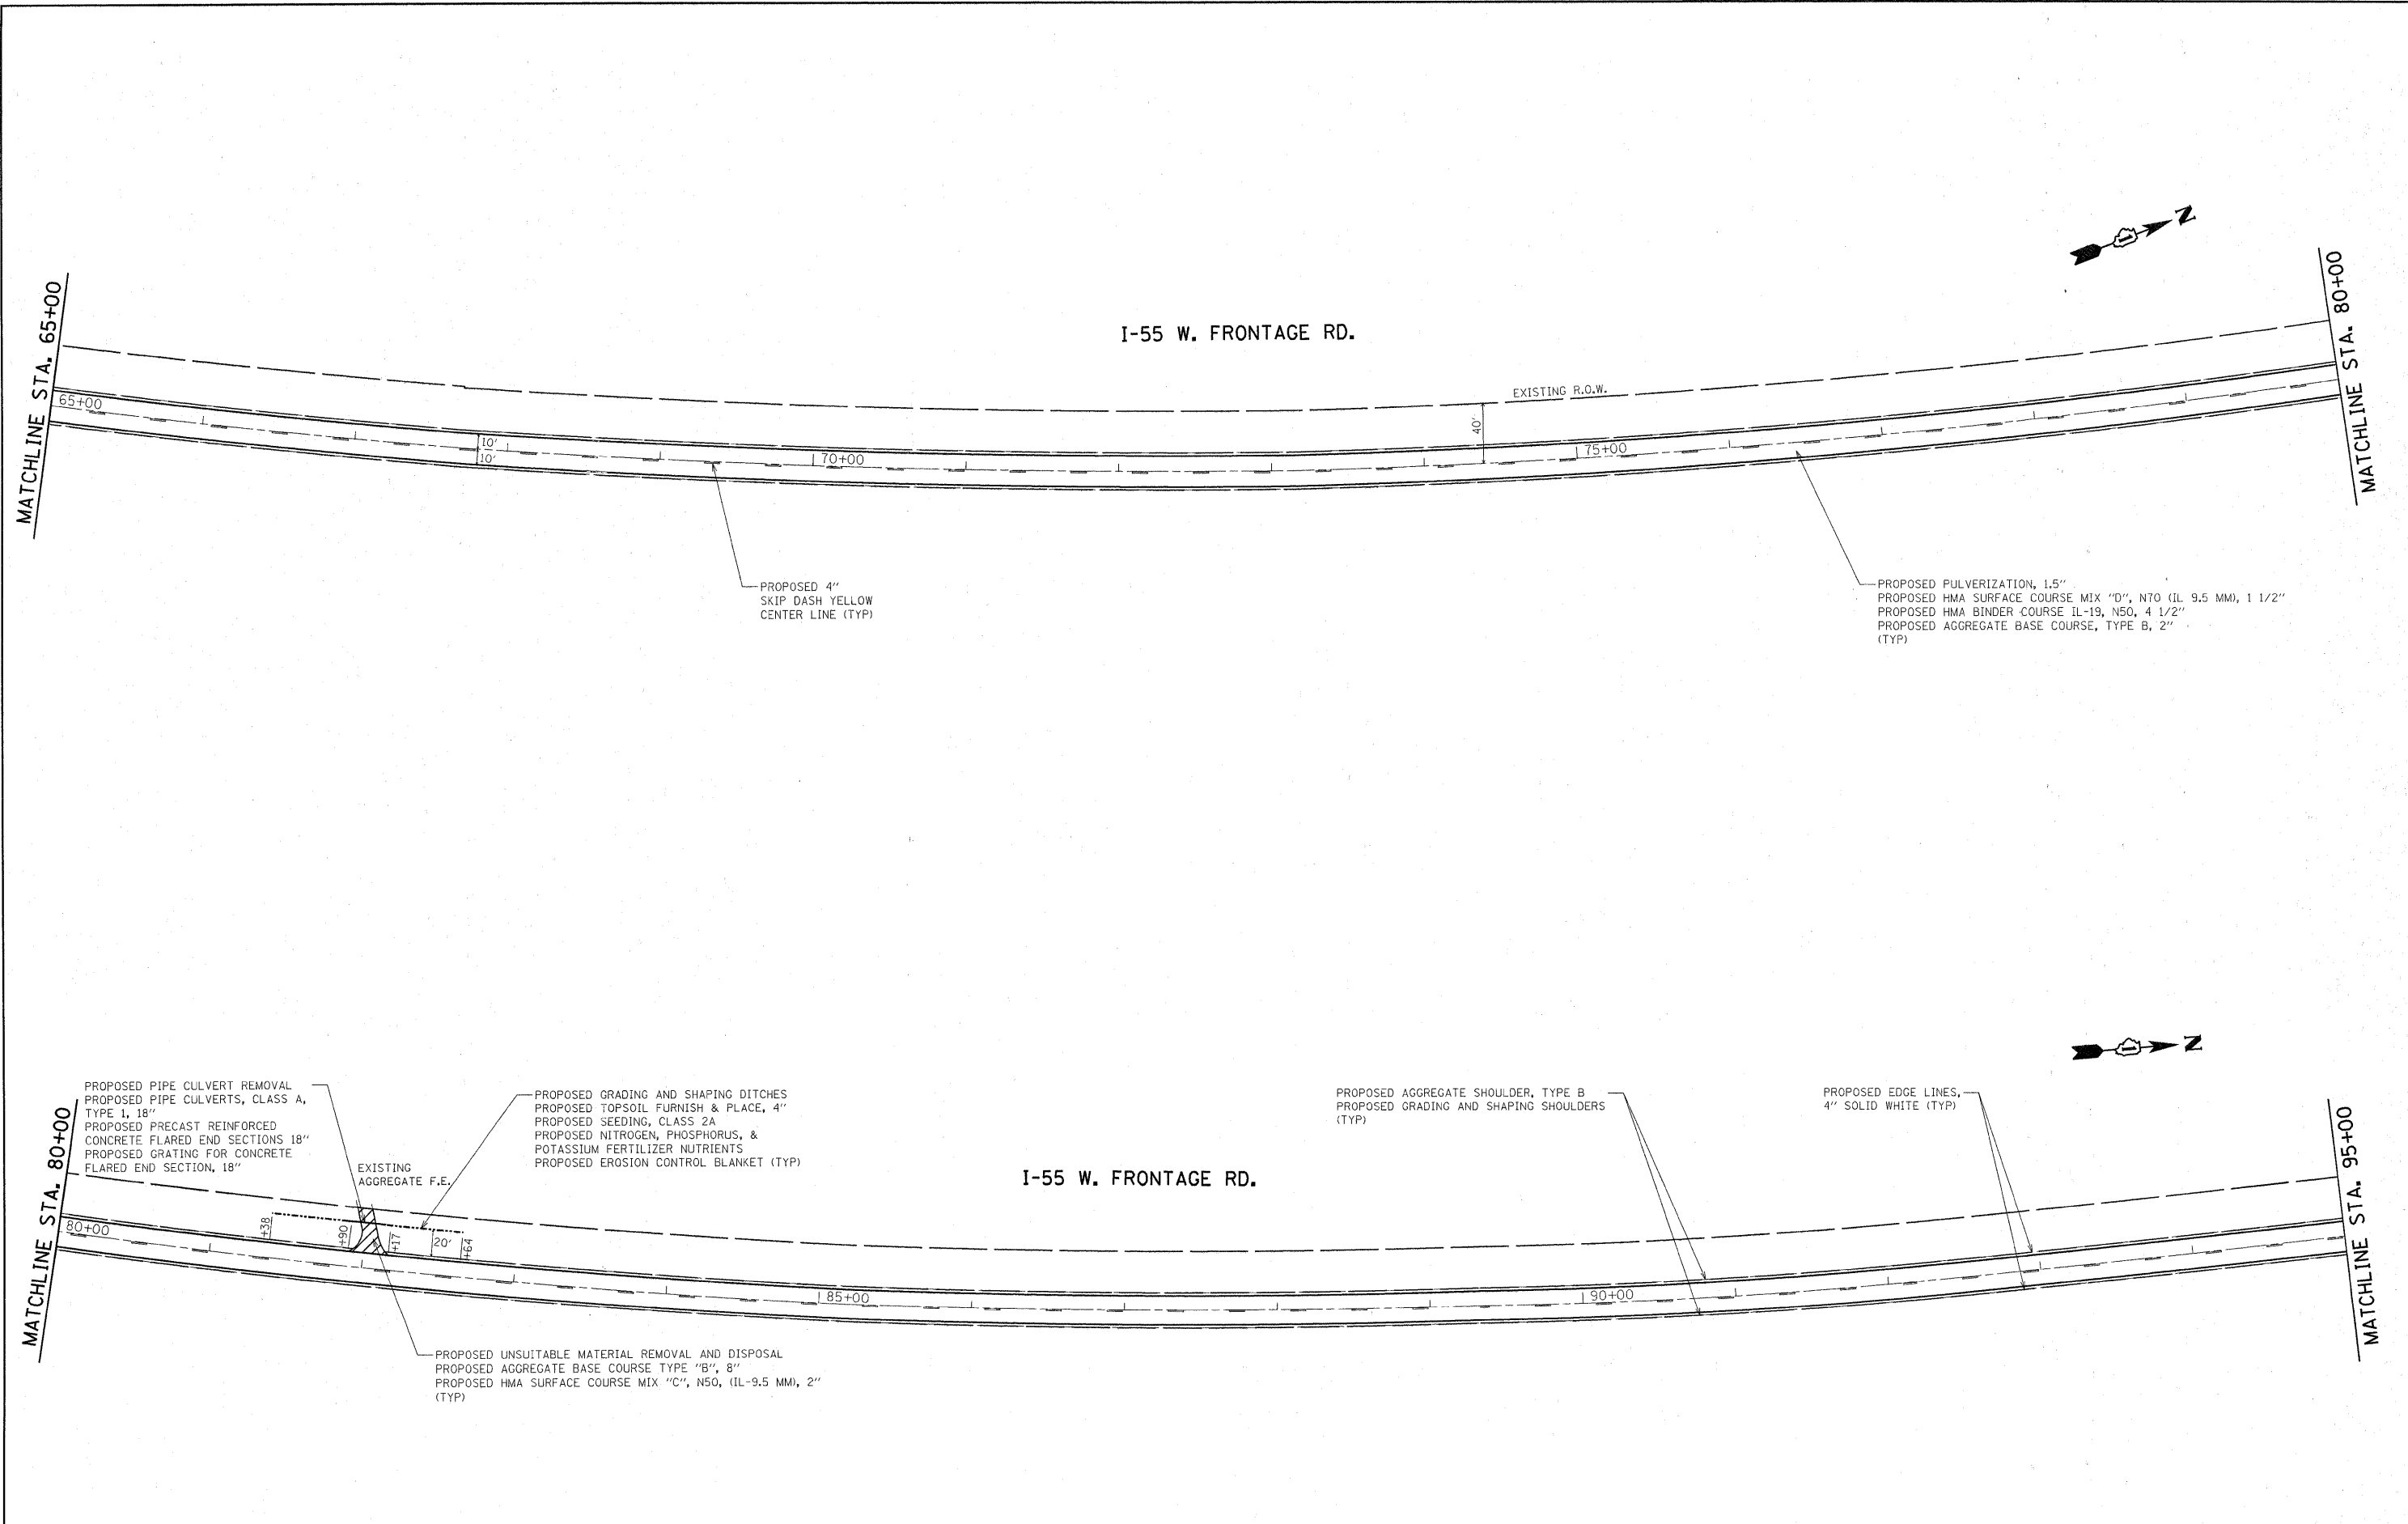 I-55 W. FRONTAGE RD.
N
MATCHLINE STA. 65+00
MATCHLINE STA. 80+00
EXISTING R.O.W.
40'
65+00
10'
10'
70+00
75+00
PROPOSED 4"
SKIP DASH YELLOW
CENTER LINE (TYP)
PROPOSED PULVERIZATION, 1.5"
PROPOSED HMA SURFACE COURSE MIX "D", N70 (IL 9.5 MM), 1 1/2"
PROPOSED HMA BINDER COURSE IL-19, N50, 4 1/2"
PROPOSED AGGREGATE BASE COURSE, TYPE B, 2"
(TYP)
N
PROPOSED PIPE CULVERT REMOVAL
PROPOSED PIPE CULVERTS, CLASS A,
TYPE 1, 18"
PROPOSED PRECAST REINFORCED
CONCRETE FLARED END SECTIONS 18"
PROPOSED GRATING FOR CONCRETE
FLARED END SECTION, 18"
EXISTING
AGGREGATE F.E.
PROPOSED GRADING AND SHAPING DITCHES
PROPOSED TOPSOIL FURNISH & PLACE, 4"
PROPOSED SEEDING, CLASS 2A
PROPOSED NITROGEN, PHOSPHORUS, &
POTASSIUM FERTILIZER NUTRIENTS
PROPOSED EROSION CONTROL BLANKET (TYP)
PROPOSED AGGREGATE SHOULDER, TYPE B
PROPOSED GRADING AND SHAPING SHOULDERS
(TYP)
PROPOSED EDGE LINES,
4" SOLID WHITE (TYP)
MATCHLINE STA. 80+00
MATCHLINE STA. 95+00
I-55 W. FRONTAGE RD.
80+00
+38
+90
+17
20'
+64
85+00
90+00
PROPOSED UNSUITABLE MATERIAL REMOVAL AND DISPOSAL
PROPOSED AGGREGATE BASE COURSE TYPE "B", 8"
PROPOSED HMA SURFACE COURSE MIX "C", N50, (IL-9.5 MM), 2"
(TYP)